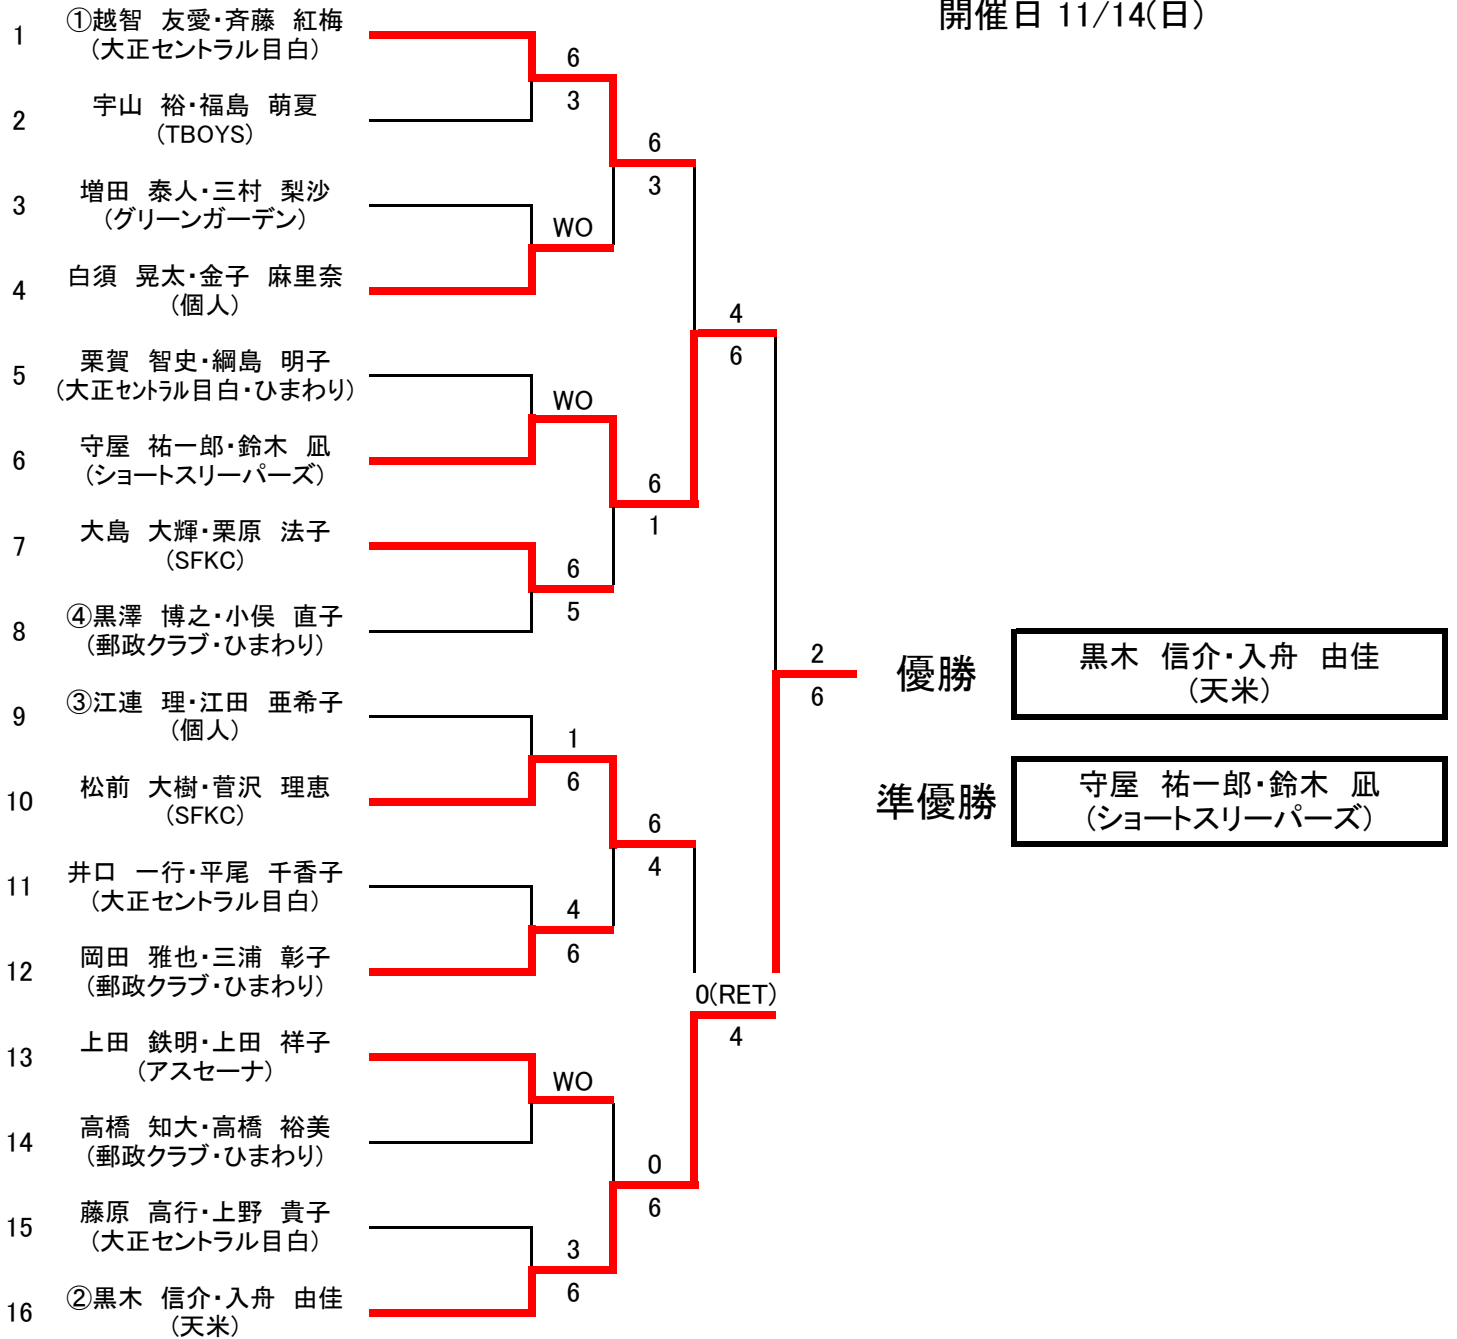 開催日 11/14(日)
1 ①越智 友愛・斉藤 紅梅
(大正セントラル目白)
6
3
2 宇山 裕・福島 萌夏
(TBOYS)
6
3
3 増田 泰人・三村 梨沙
(グリーンガーデン)
WO
4 白須 晃太・金子 麻里奈
(個人)
4
6
5 栗賀 智史・綱島 明子
(大正セントラル目白・ひまわり)
WO
6 守屋 祐一郎・鈴木 凪
(ショートスリーパーズ)
6
1
7 大島 大輝・栗原 法子
(SFKC)
6
5
8 ④黒澤 博之・小俣 直子
(郵政クラブ・ひまわり)
2
6
優勝 黒木 信介・入舟 由佳
(天米)
9 ③江連 理・江田 亜希子
(個人)
1
6
準優勝 守屋 祐一郎・鈴木 凪
(ショートスリーパーズ)
10 松前 大樹・菅沢 理恵
(SFKC)
6
4
11 井口 一行・平尾 千香子
(大正セントラル目白)
4
6
12 岡田 雅也・三浦 彰子
(郵政クラブ・ひまわり)
0(RET)
4
13 上田 鉄明・上田 祥子
(アスセーナ)
WO
14 高橋 知大・高橋 裕美
(郵政クラブ・ひまわり)
0
6
15 藤原 高行・上野 貴子
(大正セントラル目白)
3
6
16 ②黒木 信介・入舟 由佳
(天米)